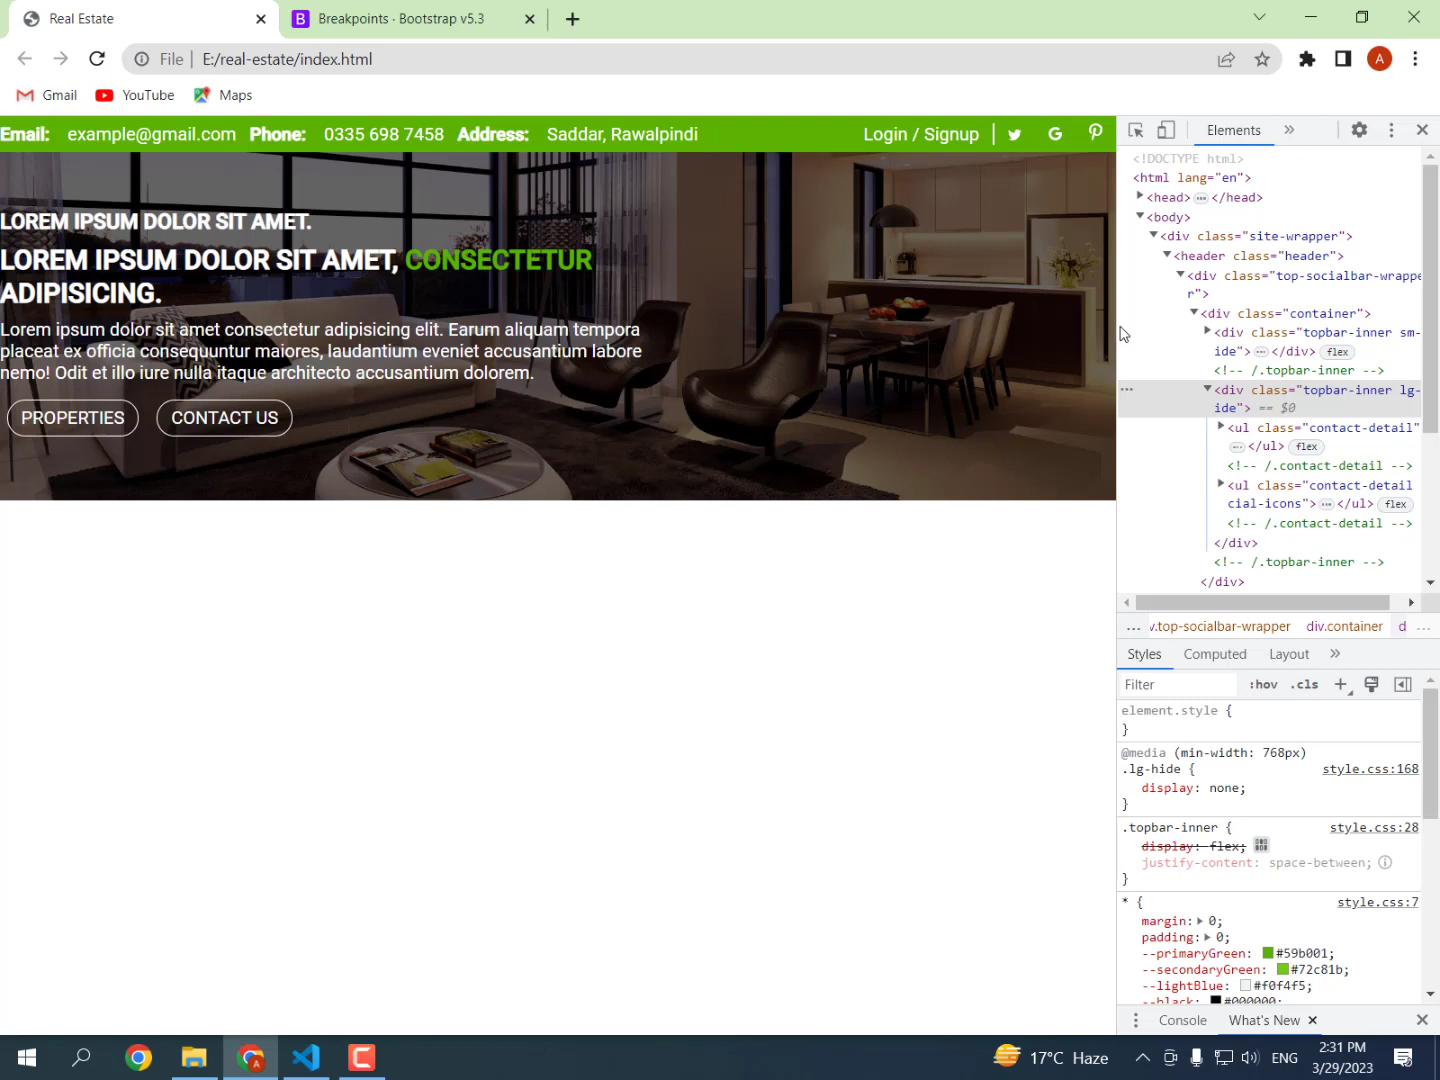 Real Estate
Breakpoints · Bootstrap v5.3
File
E:/real-estate/index.html
A
Gmail
YouTube
Maps
Email: example@gmail.com Phone: 0335 698 7458 Address: Saddar, Rawalpindi
Login / Signup
LOREM IPSUM DOLOR SIT AMET.
LOREM IPSUM DOLOR SIT AMET, CONSECTETUR
ADIPISICING.
Lorem ipsum dolor sit amet consectetur adipisicing elit. Earum aliquam tempora
placeat ex officia consequuntur maiores, laudantium eveniet accusantium labore
nemo! Odit et illo iure nulla itaque architecto accusantium dolorem.
PROPERTIES
CONTACT US
Elements
<!DOCTYPE html>
<html lang="en">
<head> … </head>
<body>
<div class="site-wrapper">
<header class="header">
<div class="top-socialbar-wrappe
r">
<div class="container">
<div class="topbar-inner sm-
ide"> … </div> flex
<!-- /.topbar-inner -->
<div class="topbar-inner lg-
ide"> == $0
<ul class="contact-detail"
… </ul> flex
<!-- /.contact-detail -->
<ul class="contact-detail
cial-icons"> … </ul> flex
<!-- /.contact-detail -->
</div>
<!-- /.topbar-inner -->
</div>
… v.top-socialbar-wrapper div.container d …
Styles Computed Layout
Filter
:hov .cls
element.style {
}
@media (min-width: 768px)
.lg-hide {
style.css:168
display: none;
}
.topbar-inner {
style.css:28
display: flex;
justify-content: space-between;
}
* {
style.css:7
margin: 0;
padding: 0;
--primaryGreen: #59b001;
--secondaryGreen: #72c81b;
--lightBlue: #f0f4f5;
--black: #000000;
Console What's New
17°C Haze
ENG
2:31 PM
3/29/2023